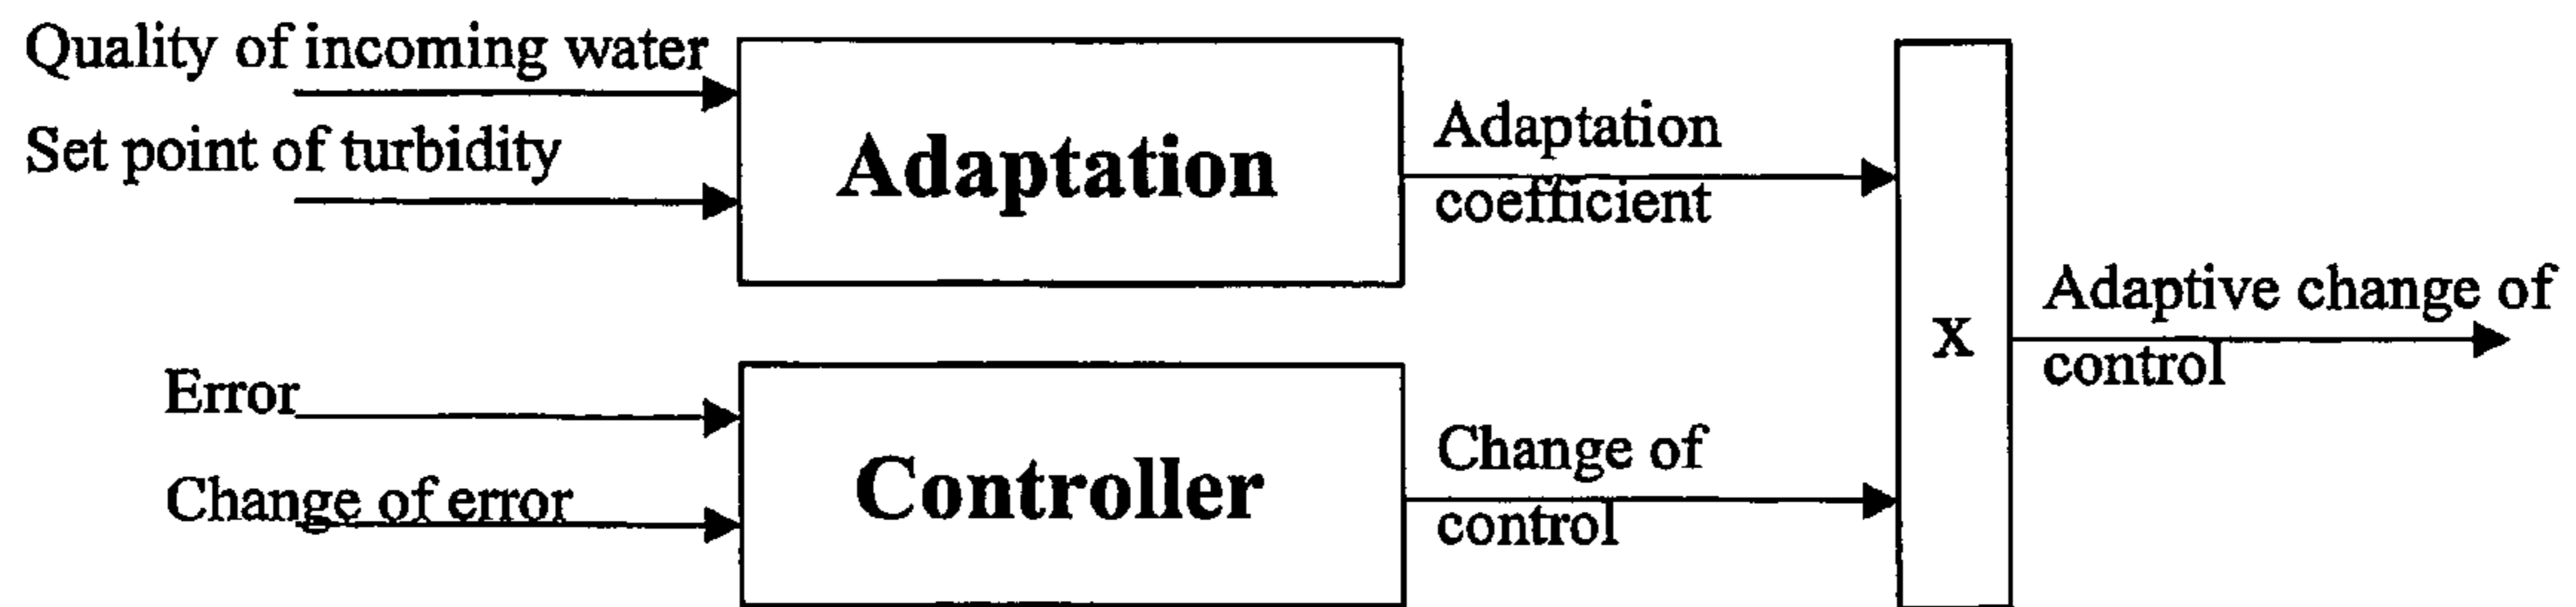 Quality of incoming water
Set point of turbidity
Adaptation
Adaptation
coefficient
Error
Change of error
Controller
Change of
control
X
Adaptive change of
control